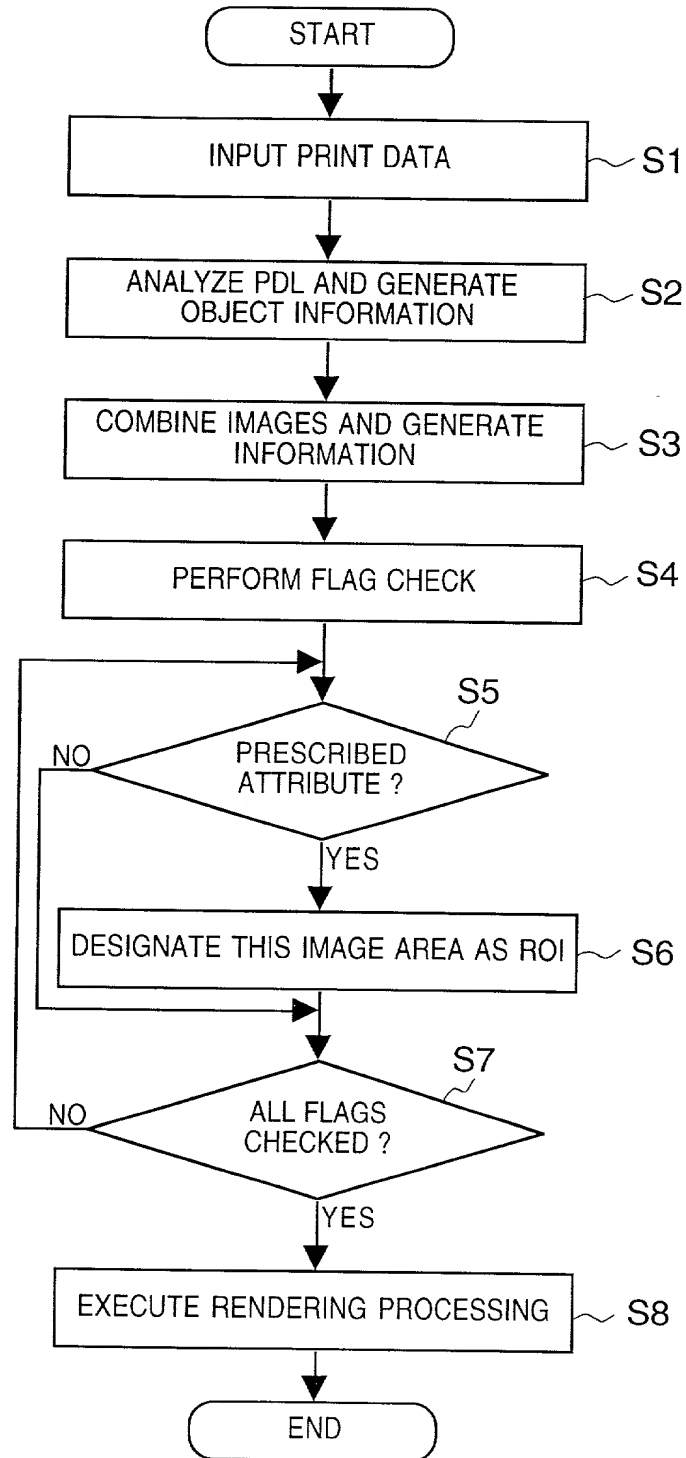 START
INPUT PRINT DATA
S1
ANALYZE PDL AND GENERATE
OBJECT INFORMATION
S2
COMBINE IMAGES AND GENERATE
INFORMATION
S3
PERFORM FLAG CHECK
S4
S5
NO
PRESCRIBED
ATTRIBUTE ?
YES
DESIGNATE THIS IMAGE AREA AS ROI
S6
S7
NO
ALL FLAGS
CHECKED ?
YES
EXECUTE RENDERING PROCESSING
S8
END